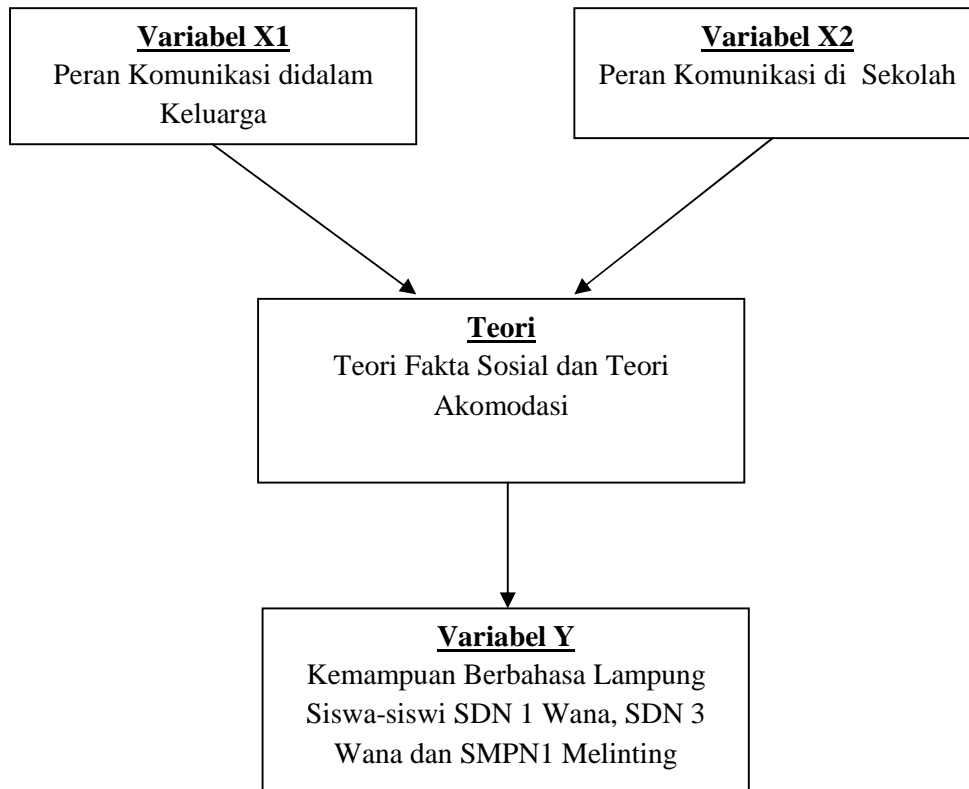 Variabel X1
Peran Komunikasi didalam
Keluarga
Variabel X2
Peran Komunikasi di Sekolah
Teori
Teori Fakta Sosial dan Teori
Akomodasi
Variabel Y
Kemampuan Berbahasa Lampung
Siswa-siswi SDN 1 Wana, SDN 3
Wana dan SMPN1 Melinting